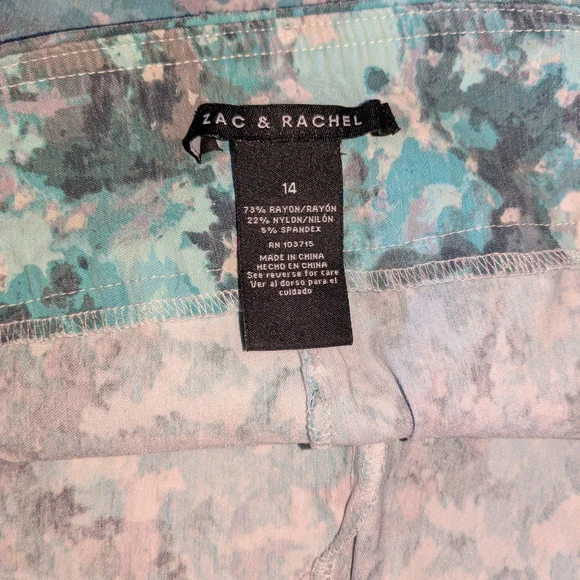 ZAC & RACHEL
14
73% RAYON/RAYÓN
22% NYLON/NILÓN
5% SPANDEX
RN 103715
MADE IN CHINA
HECHO EN CHINA
See reverse for care
Ver al dorso para el
cuidado